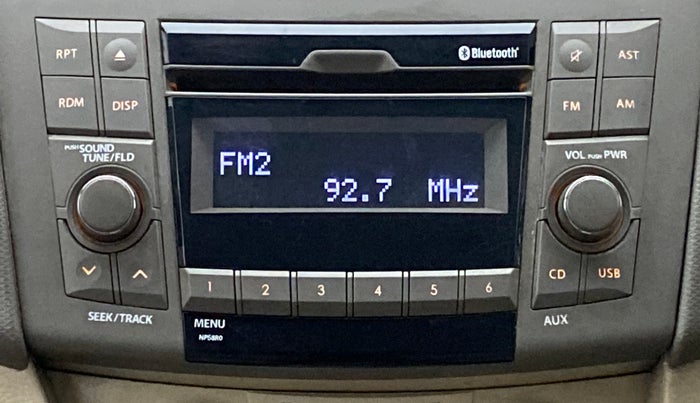 RPT
Bluetooth
AST
RDM
DISP
FM
AM
PUSH SOUND
TUNE/FLD
VOL PUSH PWR
FM2
92.7 MHz
CD
USB
1 2 3 4 5 6
SEEK/TRACK
MENU
AUX
NP58R0